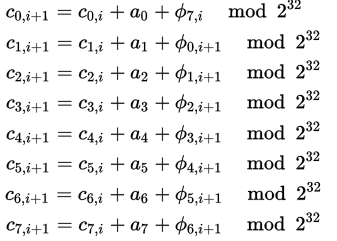 c_{0,i+1} = c_{0,i} + a_0 + ϕ_{7,i} mod 2^{32}
c_{1,i+1} = c_{1,i} + a_1 + ϕ_{0,i+1} mod 2^{32}
c_{2,i+1} = c_{2,i} + a_2 + ϕ_{1,i+1} mod 2^{32}
c_{3,i+1} = c_{3,i} + a_3 + ϕ_{2,i+1} mod 2^{32}
c_{4,i+1} = c_{4,i} + a_4 + ϕ_{3,i+1} mod 2^{32}
c_{5,i+1} = c_{5,i} + a_5 + ϕ_{4,i+1} mod 2^{32}
c_{6,i+1} = c_{6,i} + a_6 + ϕ_{5,i+1} mod 2^{32}
c_{7,i+1} = c_{7,i} + a_7 + ϕ_{6,i+1} mod 2^{32}